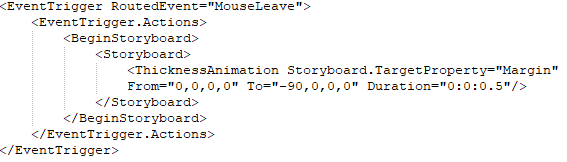 <EventTrigger RoutedEvent="MouseLeave">
<EventTrigger.Actions>
<BeginStoryboard>
<Storyboard>
<ThicknessAnimation Storyboard.TargetProperty="Margin"
From="0,0,0,0" To="-90,0,0,0" Duration="0:0:0.5"/>
</Storyboard>
</BeginStoryboard>
</EventTrigger.Actions>
</EventTrigger>